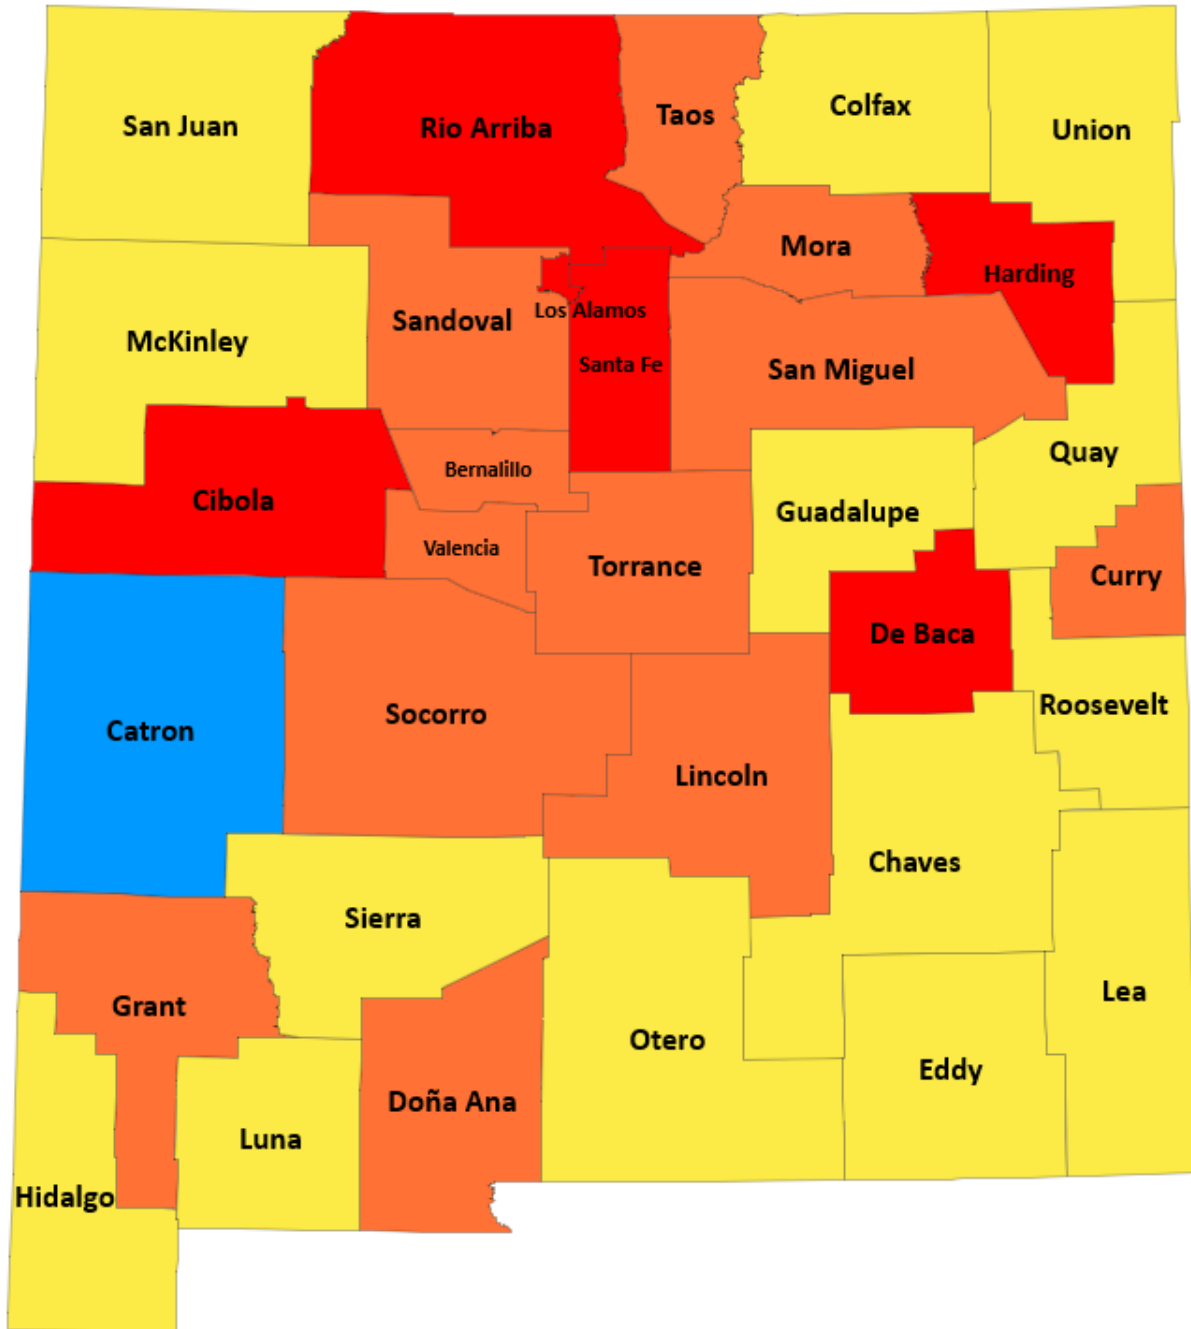 San Juan
Rio Arriba
Taos
Colfax
Union
Mora
Harding
McKinley
Sandoval
Los Alamos
Santa Fe
San Miguel
Quay
Cibola
Bernalillo
Guadalupe
Valencia
Torrance
Curry
De Baca
Catron
Socorro
Roosevelt
Lincoln
Chaves
Sierra
Grant
Lea
Otero
Eddy
Doña Ana
Luna
Hidalgo